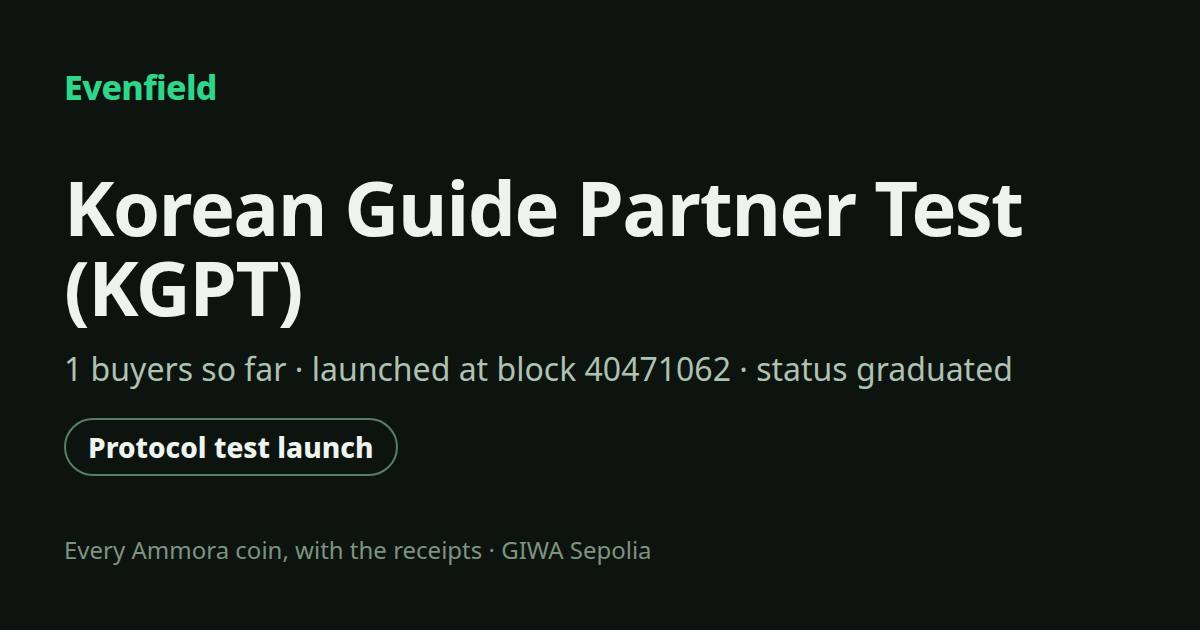 Evenfield
Korean Guide Partner Test
(KGPT)
1 buyers so far · launched at block 40471062 · status graduated
Protocol test launch
Every Ammora coin, with the receipts · GIWA Sepolia